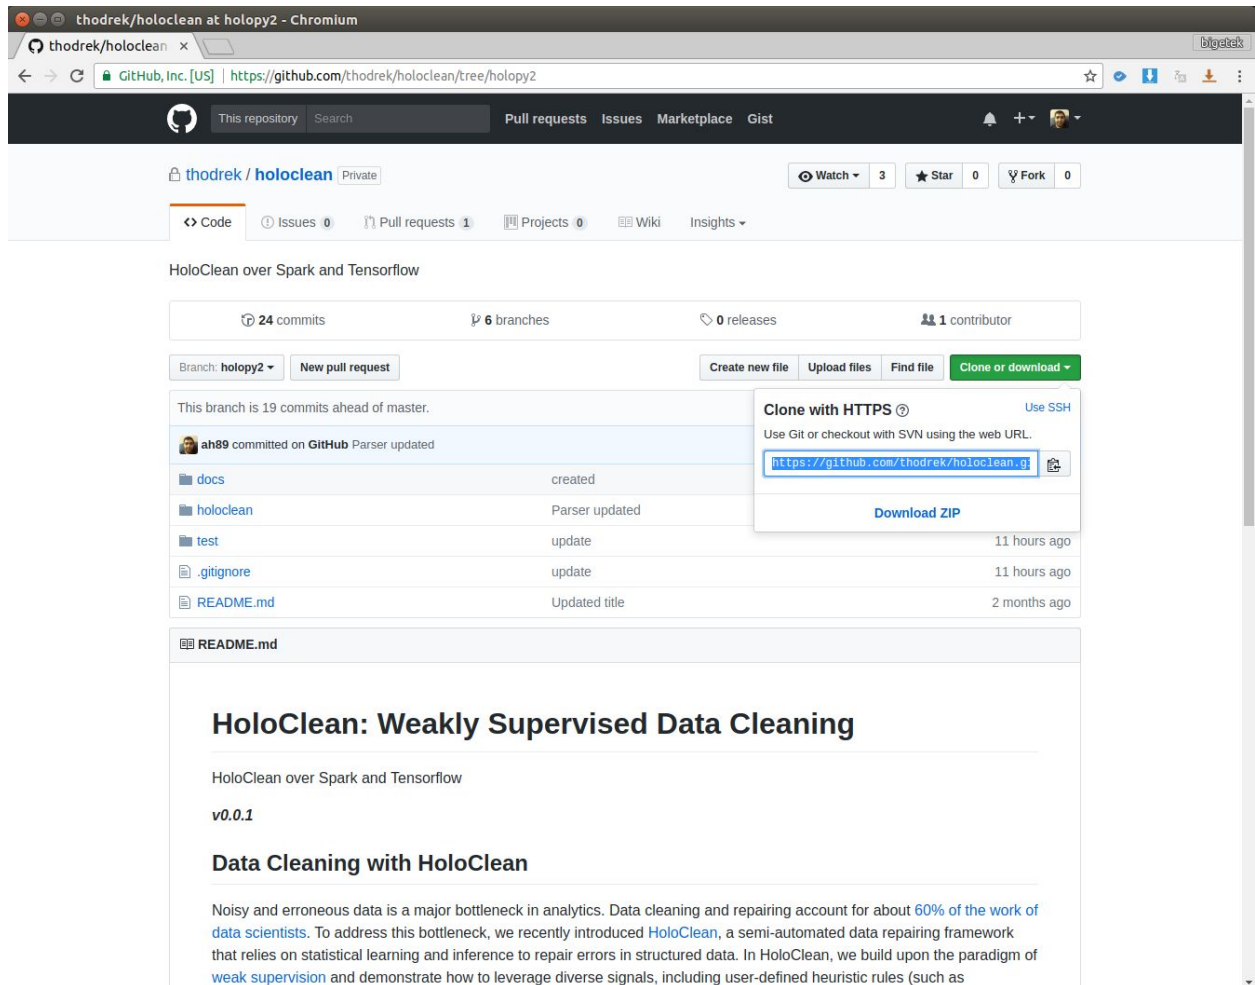 thodrek/holoclean at holopy2 - Chromium
thodrek/holoclean
bigetek
GitHub, Inc. [US] | https://github.com/thodrek/holoclean/tree/holopy2
This repository Search Pull requests Issues Marketplace Gist
thodrek / holoclean Private Watch 3 Star 0 Fork 0
Code Issues 0 Pull requests 1 Projects 0 Wiki Insights
HoloClean over Spark and Tensorflow
24 commits 6 branches 0 releases 1 contributor
Branch: holopy2 New pull request Create new file Upload files Find file Clone or download
This branch is 19 commits ahead of master.
Clone with HTTPS Use SSH
Use Git or checkout with SVN using the web URL.
https://github.com/thodrek/holoclean.gi
Download ZIP
ah89 committed on GitHub Parser updated
docs created
holoclean Parser updated
test update 11 hours ago
.gitignore update 11 hours ago
README.md Updated title 2 months ago
README.md
HoloClean: Weakly Supervised Data Cleaning
HoloClean over Spark and Tensorflow
v0.0.1
Data Cleaning with HoloClean
Noisy and erroneous data is a major bottleneck in analytics. Data cleaning and repairing account for about 60% of the work of
data scientists. To address this bottleneck, we recently introduced HoloClean, a semi-automated data repairing framework
that relies on statistical learning and inference to repair errors in structured data. In HoloClean, we build upon the paradigm of
weak supervision and demonstrate how to leverage diverse signals, including user-defined heuristic rules (such as